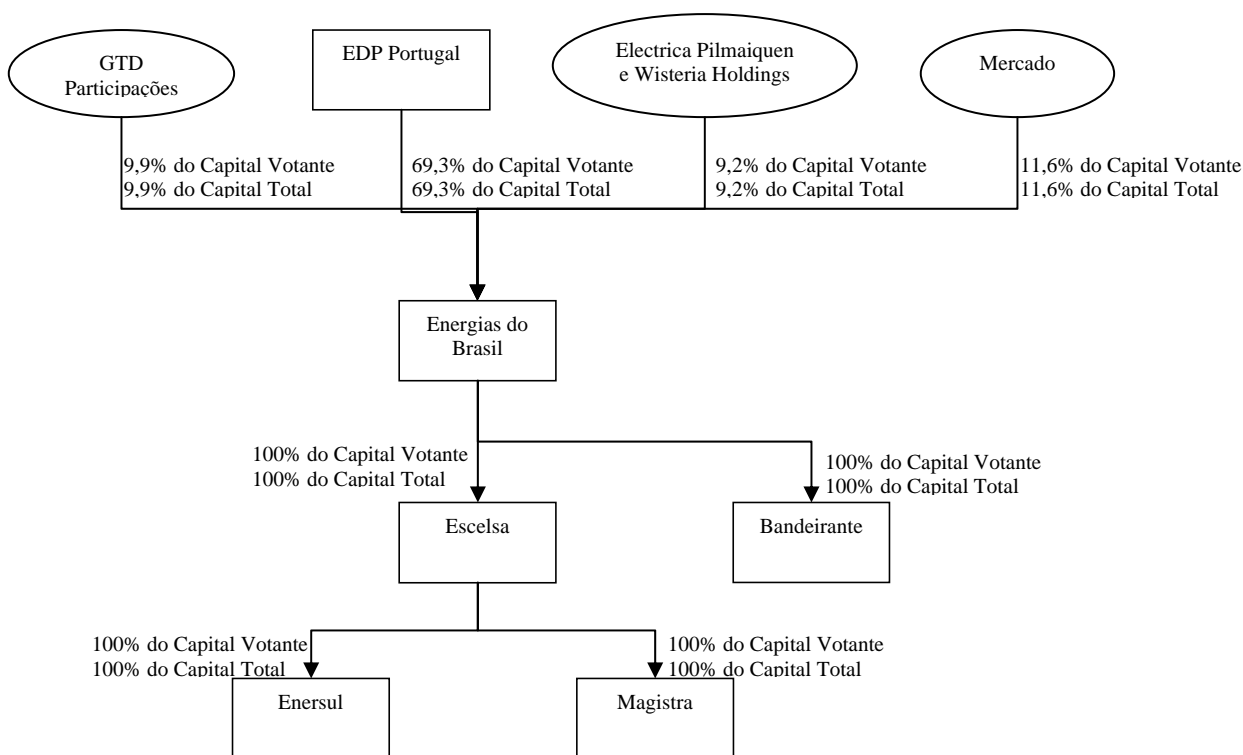 GTD
Participações
EDP Portugal
Electrica Pilmaiquen
e Wisteria Holdings
Mercado
9,9% do Capital Votante
9,9% do Capital Total
69,3% do Capital Votante
69,3% do Capital Total
9,2% do Capital Votante
9,2% do Capital Total
11,6% do Capital Votante
11,6% do Capital Total
Energias do
Brasil
100% do Capital Votante
100% do Capital Total
100% do Capital Votante
100% do Capital Total
Escelsa
Bandeirante
100% do Capital Votante
100% do Capital Total
100% do Capital Votante
100% do Capital Total
Enersul
Magistra